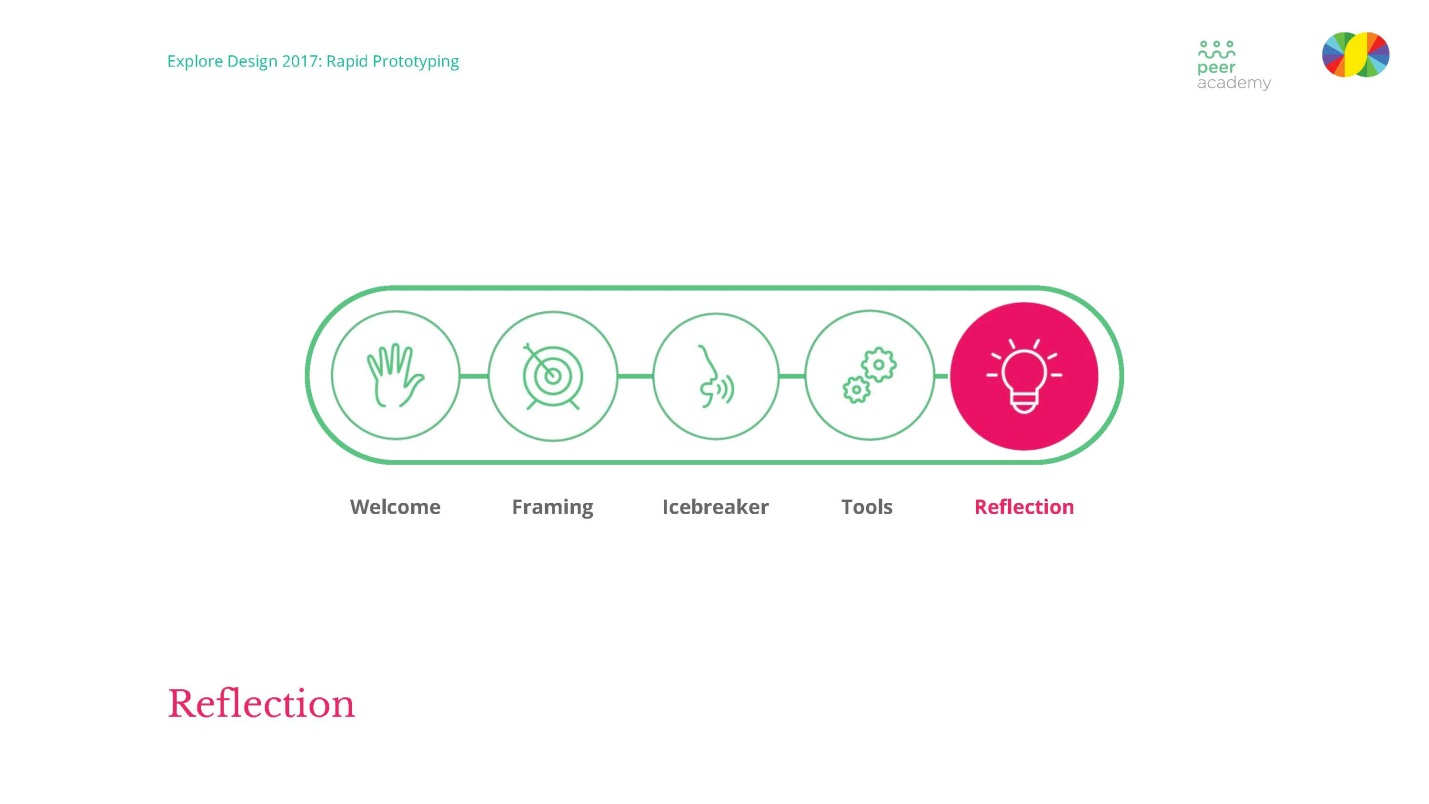 Explore Design 2017: Rapid Prototyping
peer
academy
Welcome
Framing
Icebreaker
Tools
Reflection
Reflection